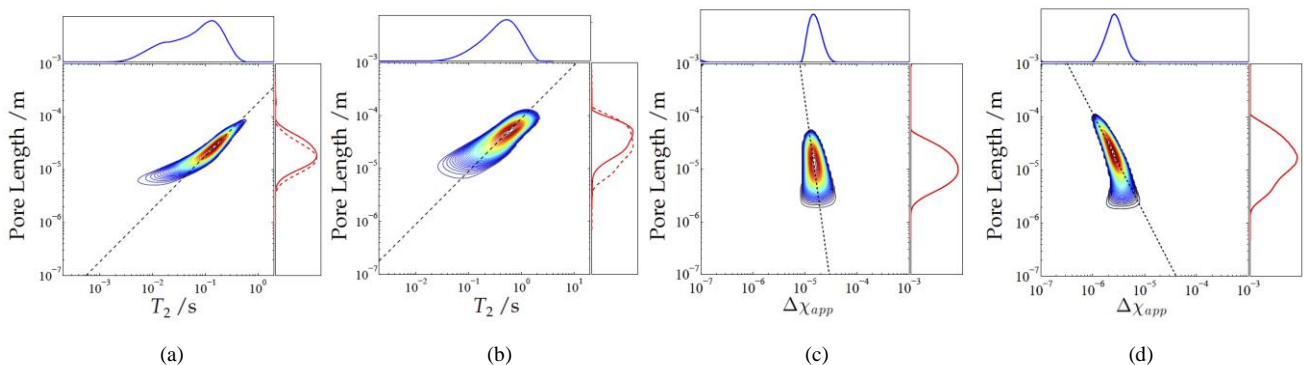 10⁻³
10⁻⁴
10⁻⁵
10⁻⁶
10⁻⁷
Pore Length /m
10⁻³ 10⁻² 10⁻¹ 10⁰
T₂ /s
(a)
10⁻³
10⁻⁴
10⁻⁵
10⁻⁶
10⁻⁷
Pore Length /m
10⁻³ 10⁻² 10⁻¹ 10⁰ 10¹
T₂ /s
(b)
10⁻³
10⁻⁴
10⁻⁵
10⁻⁶
10⁻⁷
Pore Length /m
10⁻⁷ 10⁻⁶ 10⁻⁵ 10⁻⁴ 10⁻³
Δχapp
(c)
10⁻³
10⁻⁴
10⁻⁵
10⁻⁶
10⁻⁷
Pore Length /m
10⁻⁷ 10⁻⁶ 10⁻⁵ 10⁻⁴ 10⁻³
Δχapp
(d)